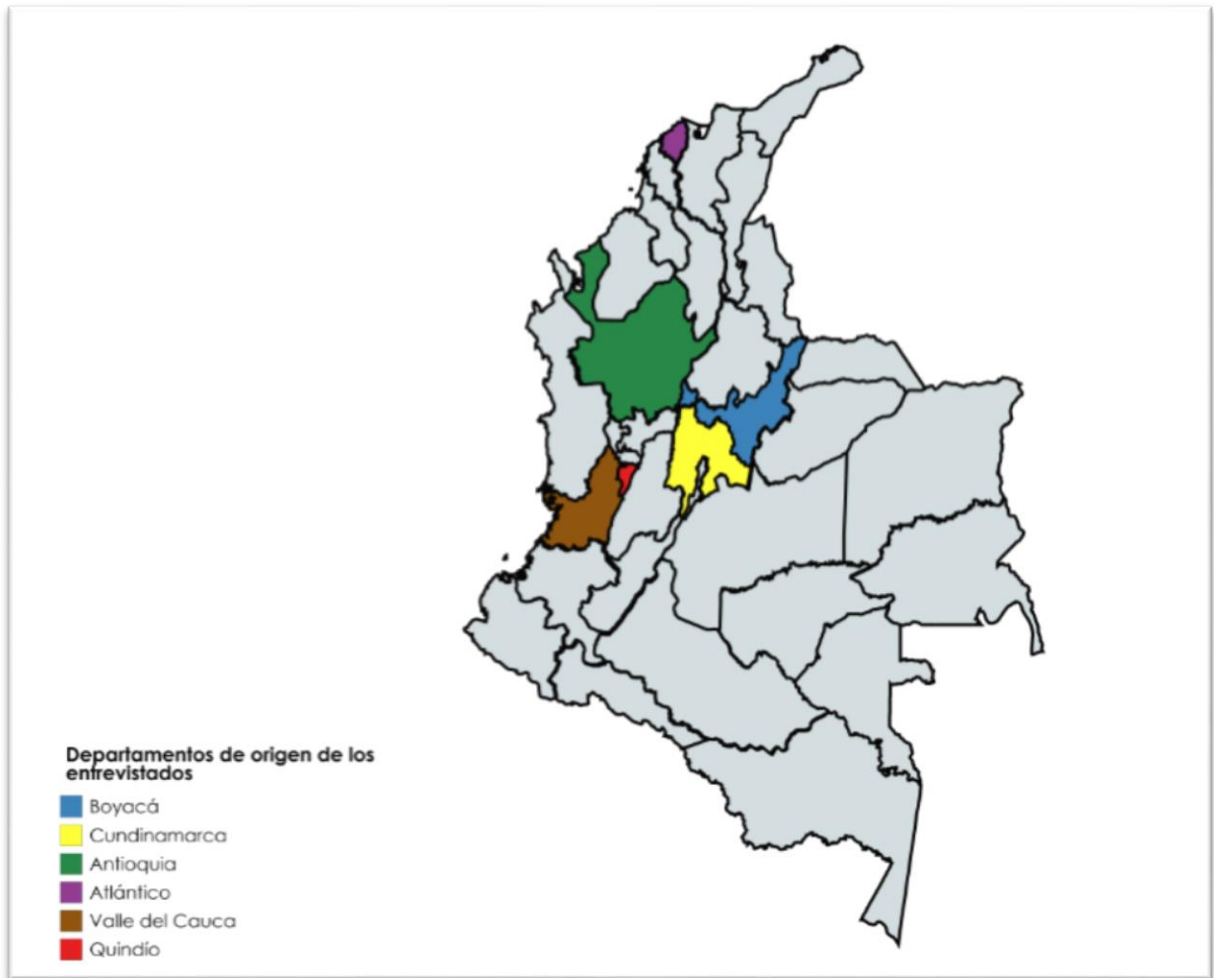 Departamentos de origen de los
entrevistados
Boyacá
Cundinamarca
Antioquia
Atlántico
Valle del Cauca
Quindío